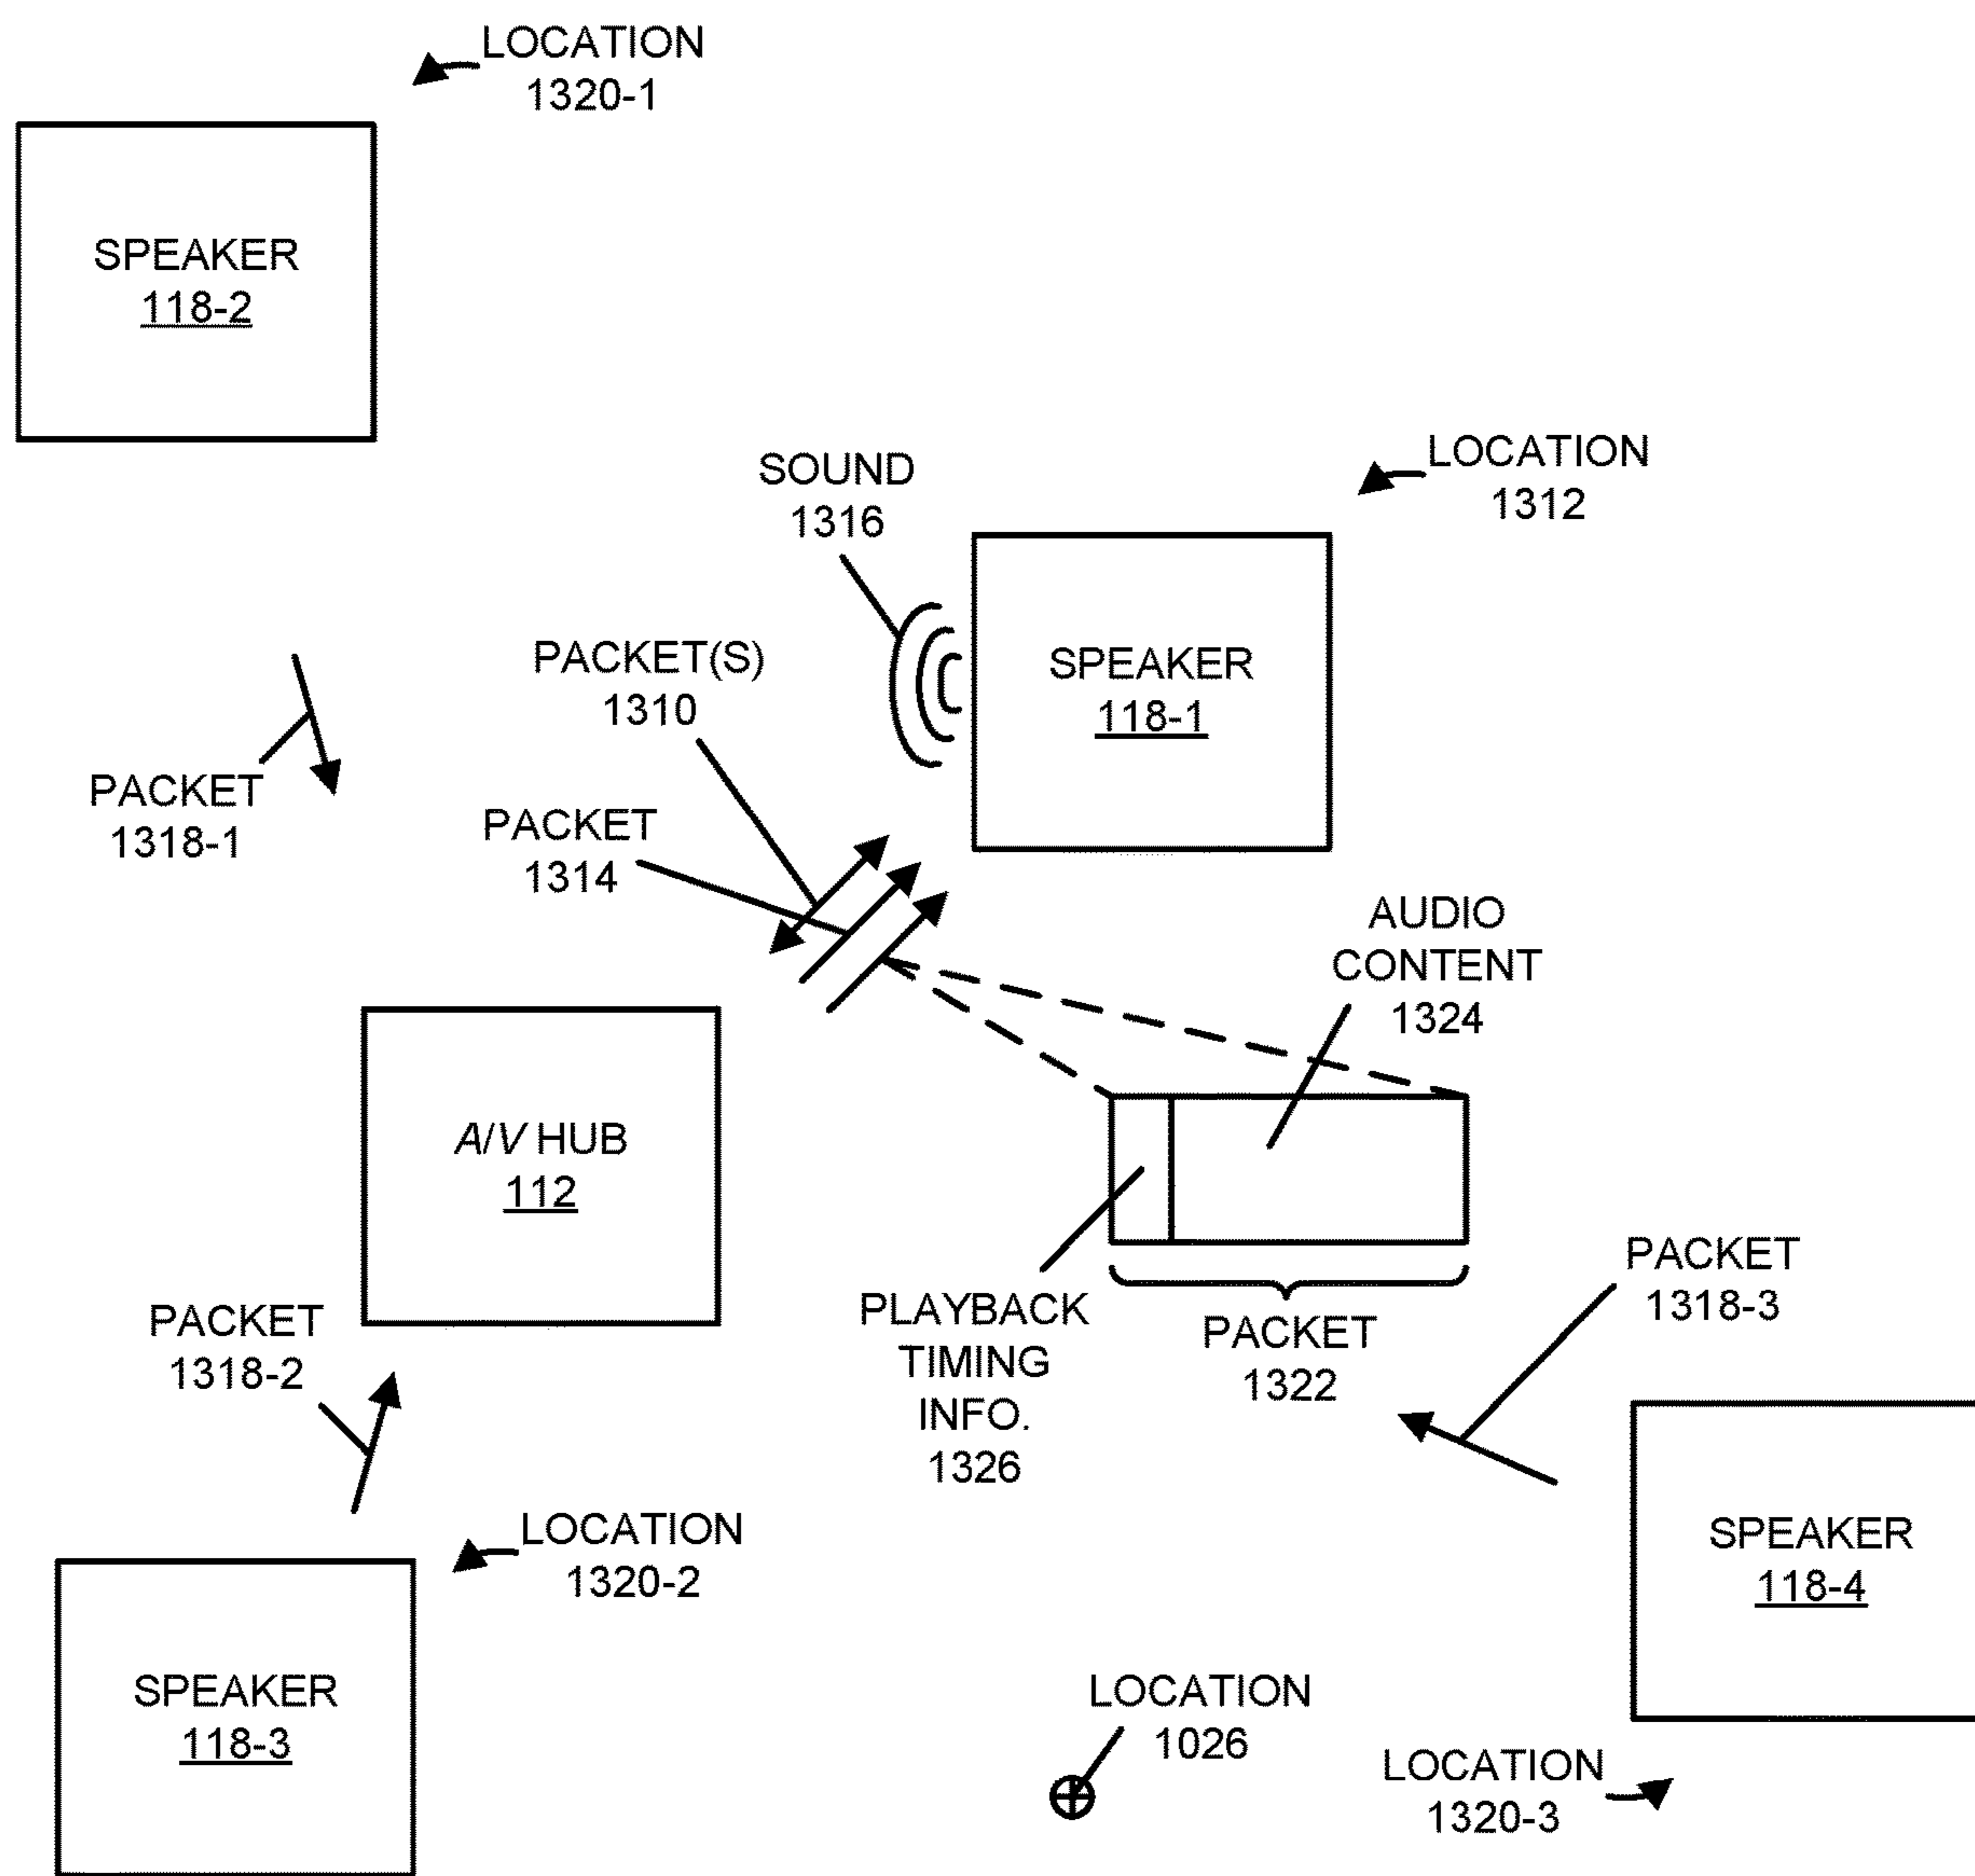 LOCATION
1320-1
SPEAKER
118-2
LOCATION
1312
SOUND
1316
PACKET(S)
1310
SPEAKER
118-1
PACKET
1318-1
PACKET
1314
AUDIO
CONTENT
1324
A/V HUB
112
PACKET
1318-2
PLAYBACK
TIMING
INFO.
1326
PACKET
1322
PACKET
1318-3
LOCATION
1320-2
SPEAKER
118-4
SPEAKER
118-3
LOCATION
1026
LOCATION
1320-3